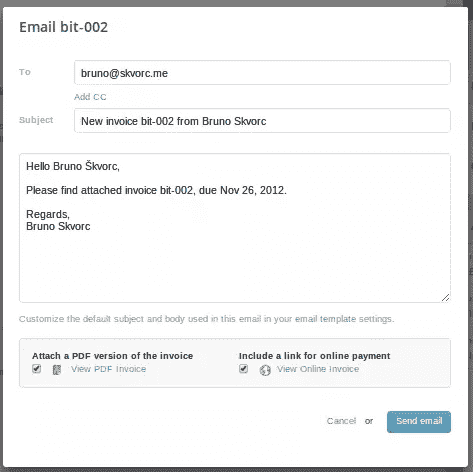 Email bit-002
To
bruno@skvorc.me
Add CC
Subject
New invoice bit-002 from Bruno Skvorc
Hello Bruno Škvorc,
Please find attached invoice bit-002, due Nov 26, 2012.
Regards,
Bruno Skvorc
Customize the default subject and body used in this email in your email template settings.
Attach a PDF version of the invoice
View PDF Invoice
Include a link for online payment
View Online Invoice
Cancel or Send email